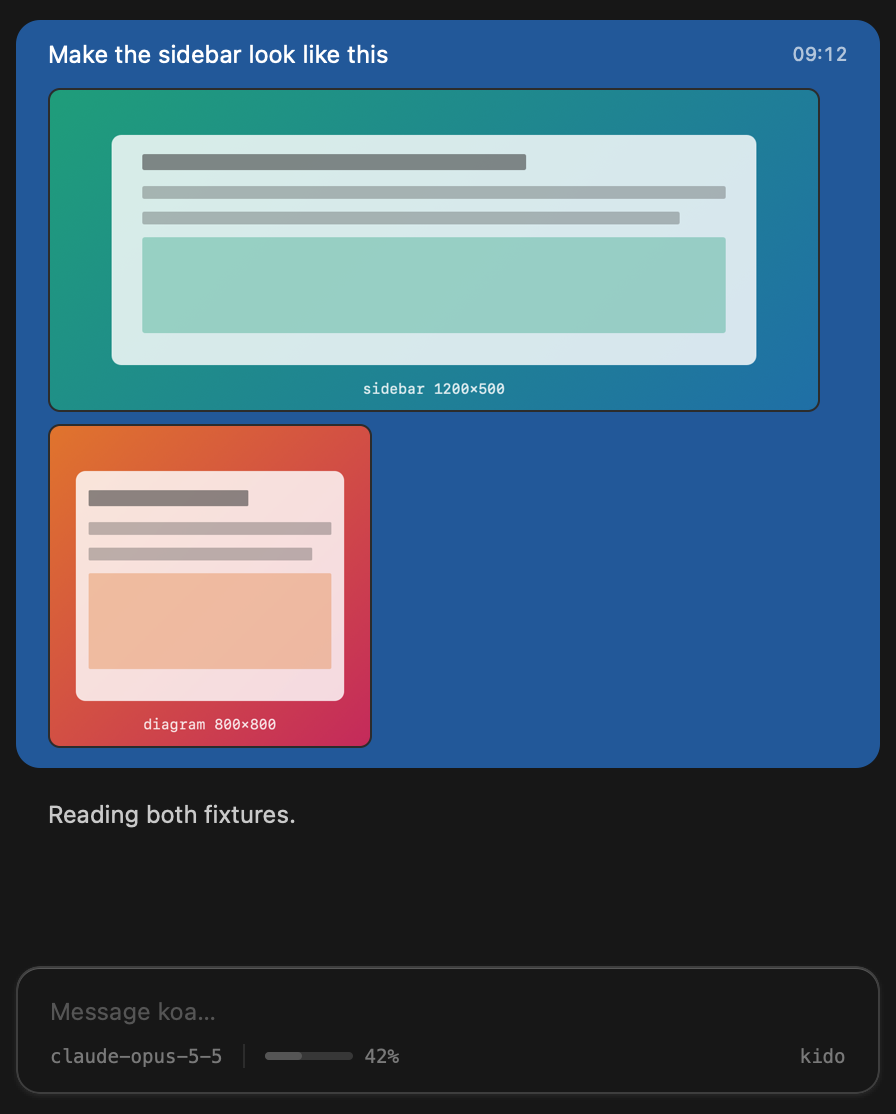 Make the sidebar look like this
09:12
sidebar 1200×500
diagram 800×800
Reading both fixtures.
Message koa...
claude-opus-5-5
42%
kido